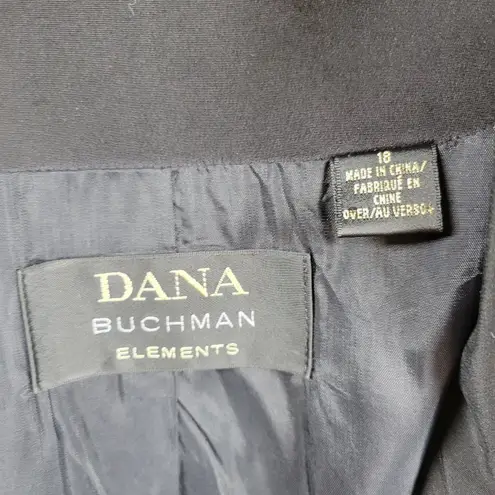 18
MADE IN CHINA/
FABRIQUÉ EN
CHINE
OVER/AU VERSO→
DANA
BUCHMAN
ELEMENTS